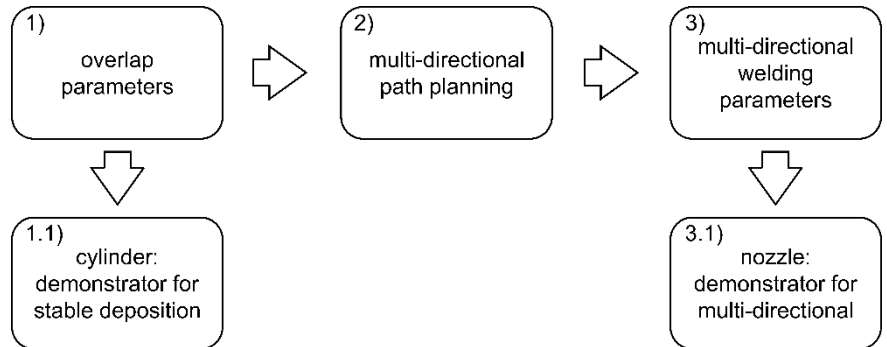 1)
overlap
parameters
2)
multi-directional
path planning
3)
multi-directional
welding
parameters
1.1)
cylinder:
demonstrator for
stable deposition
3.1)
nozzle:
demonstrator for
multi-directional